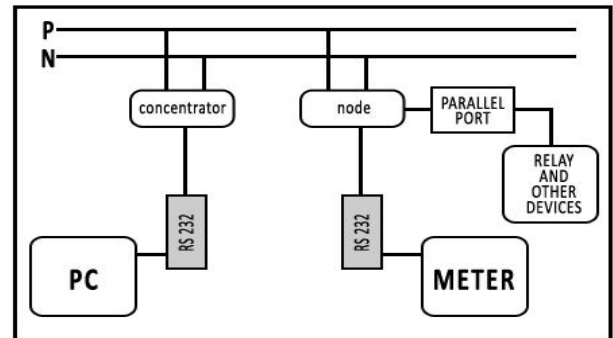 P
N
concentrator
node
PARALLEL
PORT
RELAY
AND
OTHER
DEVICES
RS 232
RS 232
PC
METER